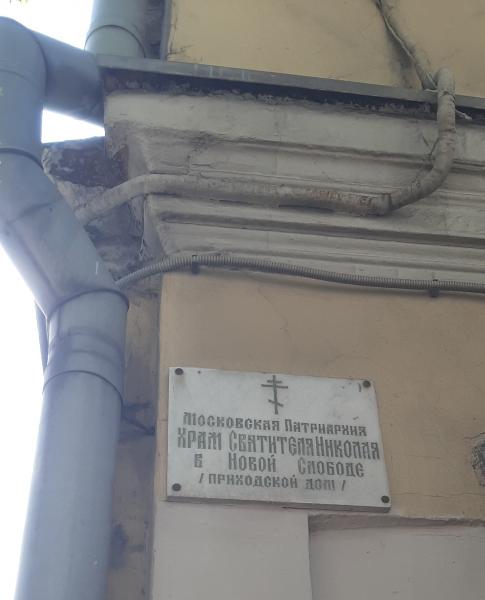 Московская Патриархия
Храм Святителя Николая
в Новой Слободе
/ приходской дом /